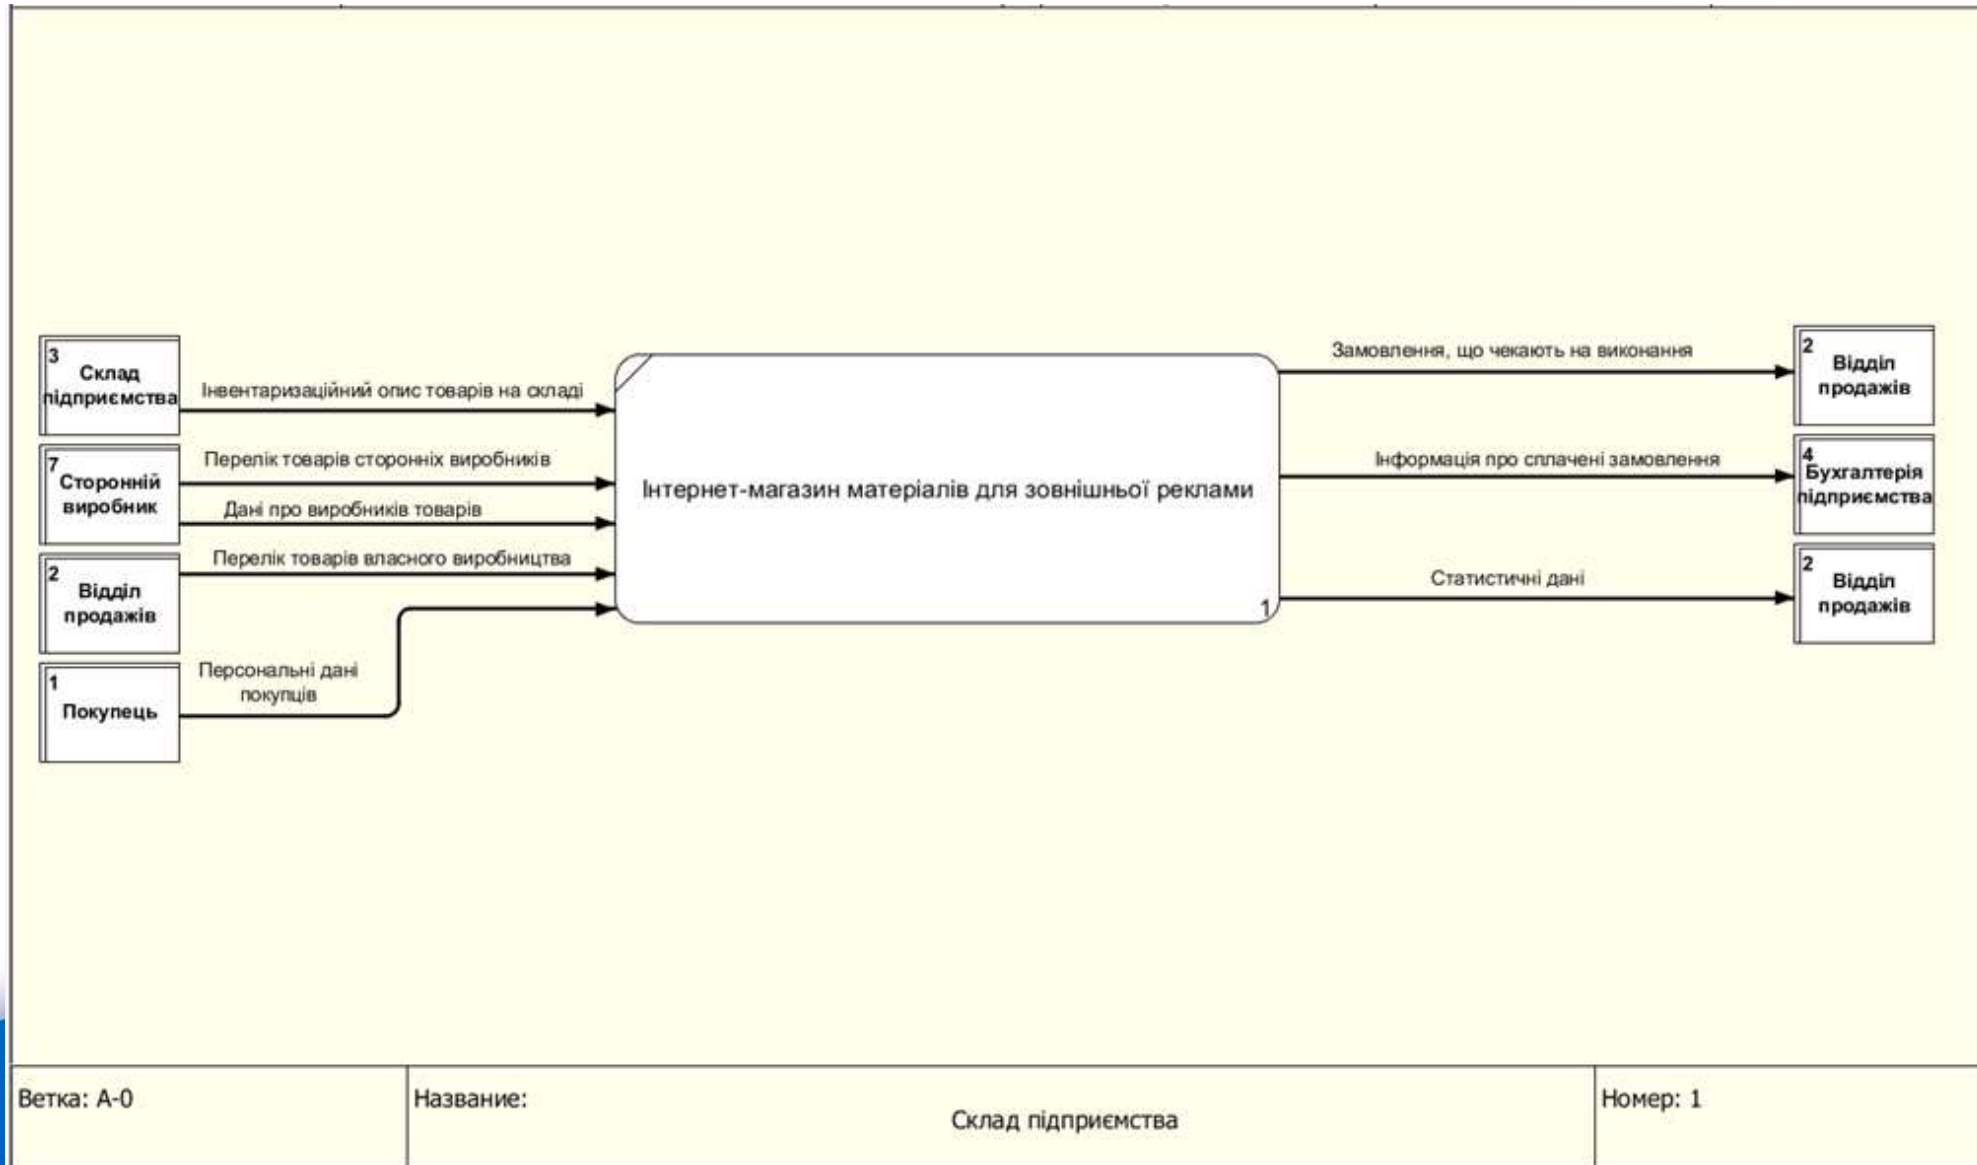 3
Склад
підприємства
Інвентаризаційний опис товарів на складі
7
Сторонній
виробник
Перелік товарів сторонніх виробників
Дані про виробників товарів
2
Відділ
продажів
Перелік товарів власного виробництва
1
Покупець
Персональні дані
покупців
Інтернет-магазин матеріалів для зовнішньої реклами
1
Замовлення, що чекають на виконання
2
Відділ
продажів
Інформація про сплачені замовлення
4
Бухгалтерія
підприємства
Статистичні дані
2
Відділ
продажів
Ветка: A-0
Название:
Склад підприємства
Номер: 1